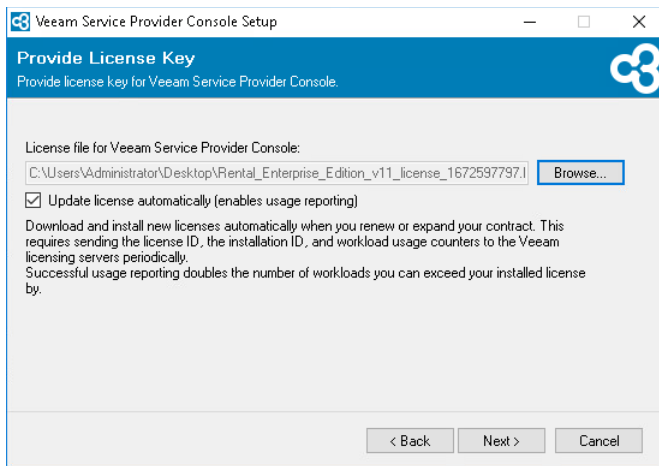 Veeam Service Provider Console Setup
Provide License Key
Provide license key for Veeam Service Provider Console.
License file for Veeam Service Provider Console:
C:\Users\Administrator\Desktop\Rental_Enterprise_Edition_v11_license_1672597797.l
Browse...
Update license automatically (enables usage reporting)
Download and install new licenses automatically when you renew or expand your contract. This
requires sending the license ID, the installation ID, and workload usage counters to the Veeam
licensing servers periodically.
Successful usage reporting doubles the number of workloads you can exceed your installed license
by.
< Back
Next >
Cancel